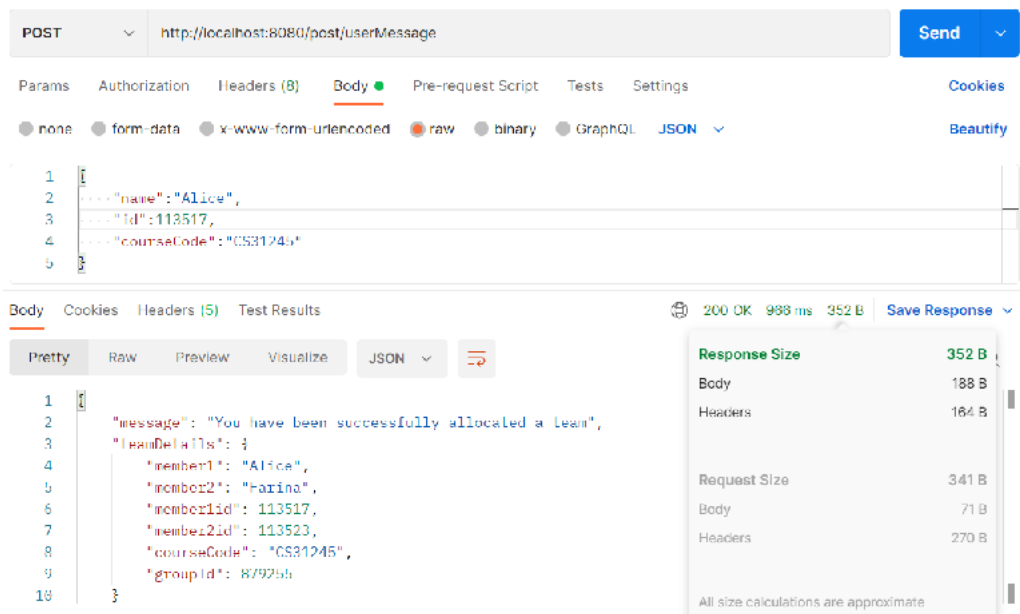 POST http://localhost:8080/post/userMessage Send
Params Authorization Headers (8) Body Pre-request Script Tests Settings Cookies
none form-data x-www-form-urlencoded raw binary GraphQL JSON Beautify
1 {
2 "name":"Alice",
3 "id":113517,
4 "courseCode":"CS31245"
5 }
Body Cookies Headers (5) Test Results 200 OK 966 ms 352 B Save Response
Pretty Raw Preview Visualize JSON
Response Size 352 B
Body 188 B
Headers 164 B
Request Size 341 B
Body 71 B
Headers 270 B
All size calculations are approximate
1 {
2 "message": "You have been successfully allocated a team",
3 "teamDetails": {
4 "member1": "Alice",
5 "member2": "Farina",
6 "member1id": 113517,
7 "member2id": 113523,
8 "courseCode": "CS31245",
9 "groupId": 879255
10 }